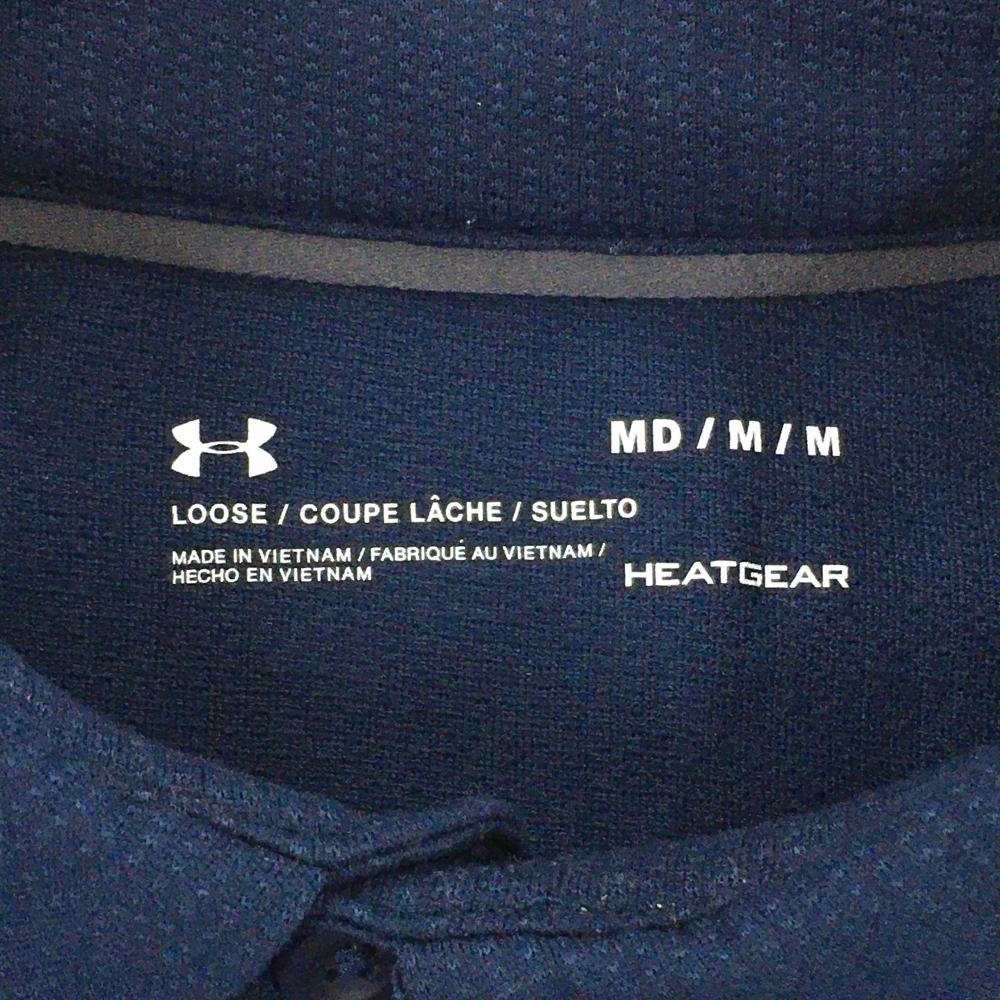 MD / M / M
LOOSE / COUPE LÂCHE / SUELTO
MADE IN VIETNAM / FABRIQUÉ AU VIETNAM /
HECHO EN VIETNAM
HEATGEAR